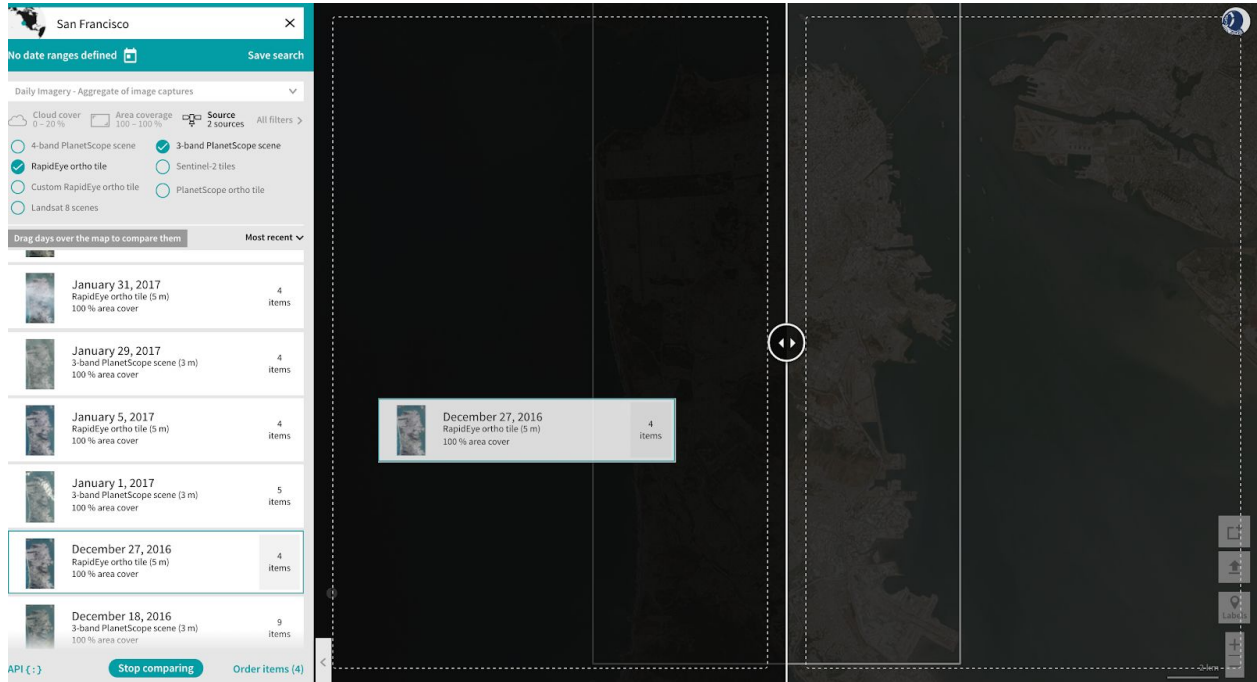 San Francisco
No date ranges defined
Save search
Daily Imagery - Aggregate of image captures
Cloud cover
0 – 20 %
Area coverage
100 – 100 %
Source
2 sources
All filters
4-band PlanetScope scene
3-band PlanetScope scene
RapidEye ortho tile
Sentinel-2 tiles
Custom RapidEye ortho tile
PlanetScope ortho tile
Landsat 8 scenes
Drag days over the map to compare them
Most recent
January 31, 2017
RapidEye ortho tile (5 m)
100 % area cover
4
items
January 29, 2017
3-band PlanetScope scene (3 m)
100 % area cover
4
items
January 5, 2017
RapidEye ortho tile (5 m)
100 % area cover
4
items
January 1, 2017
3-band PlanetScope scene (3 m)
100 % area cover
5
items
December 27, 2016
RapidEye ortho tile (5 m)
100 % area cover
4
items
December 18, 2016
3-band PlanetScope scene (3 m)
100 % area cover
9
items
API {:}
Stop comparing
Order items (4)
December 27, 2016
RapidEye ortho tile (5 m)
100 % area cover
4
items
Labels
2 km